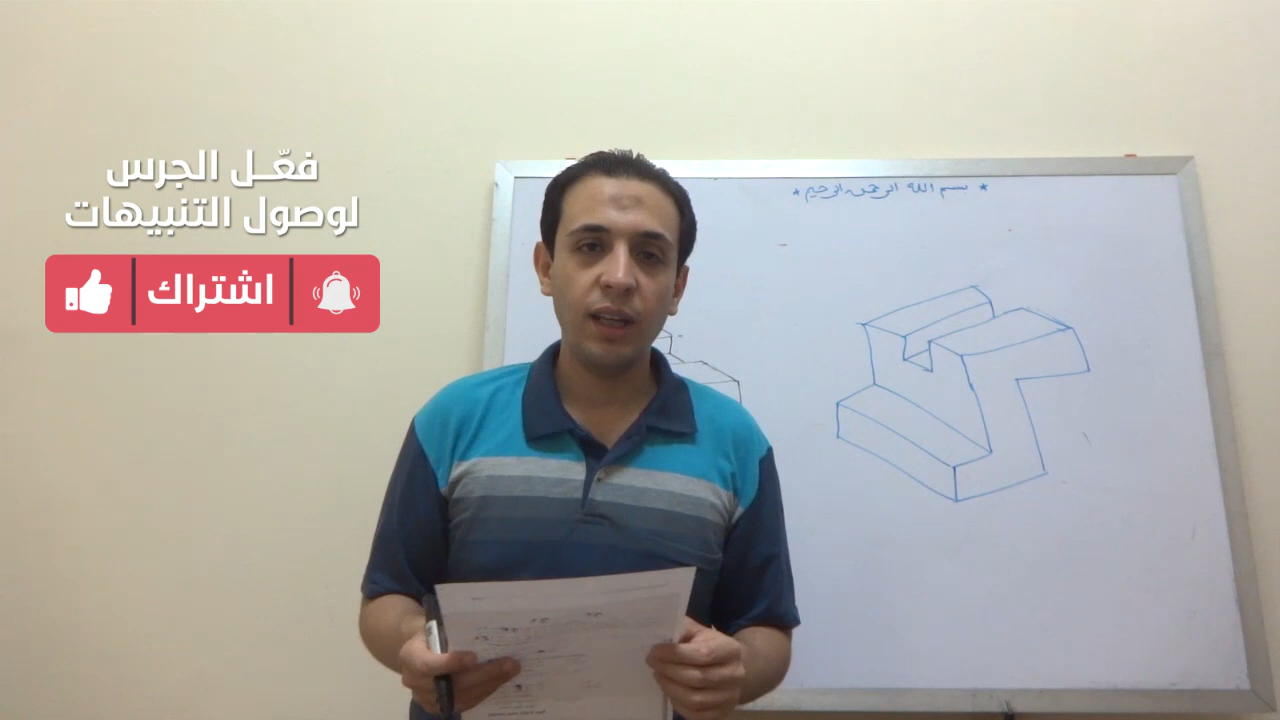 فعّـل الجرس
لوصول التنبيهات
اشتراك
* بسم الله الرحمن الرحيم *